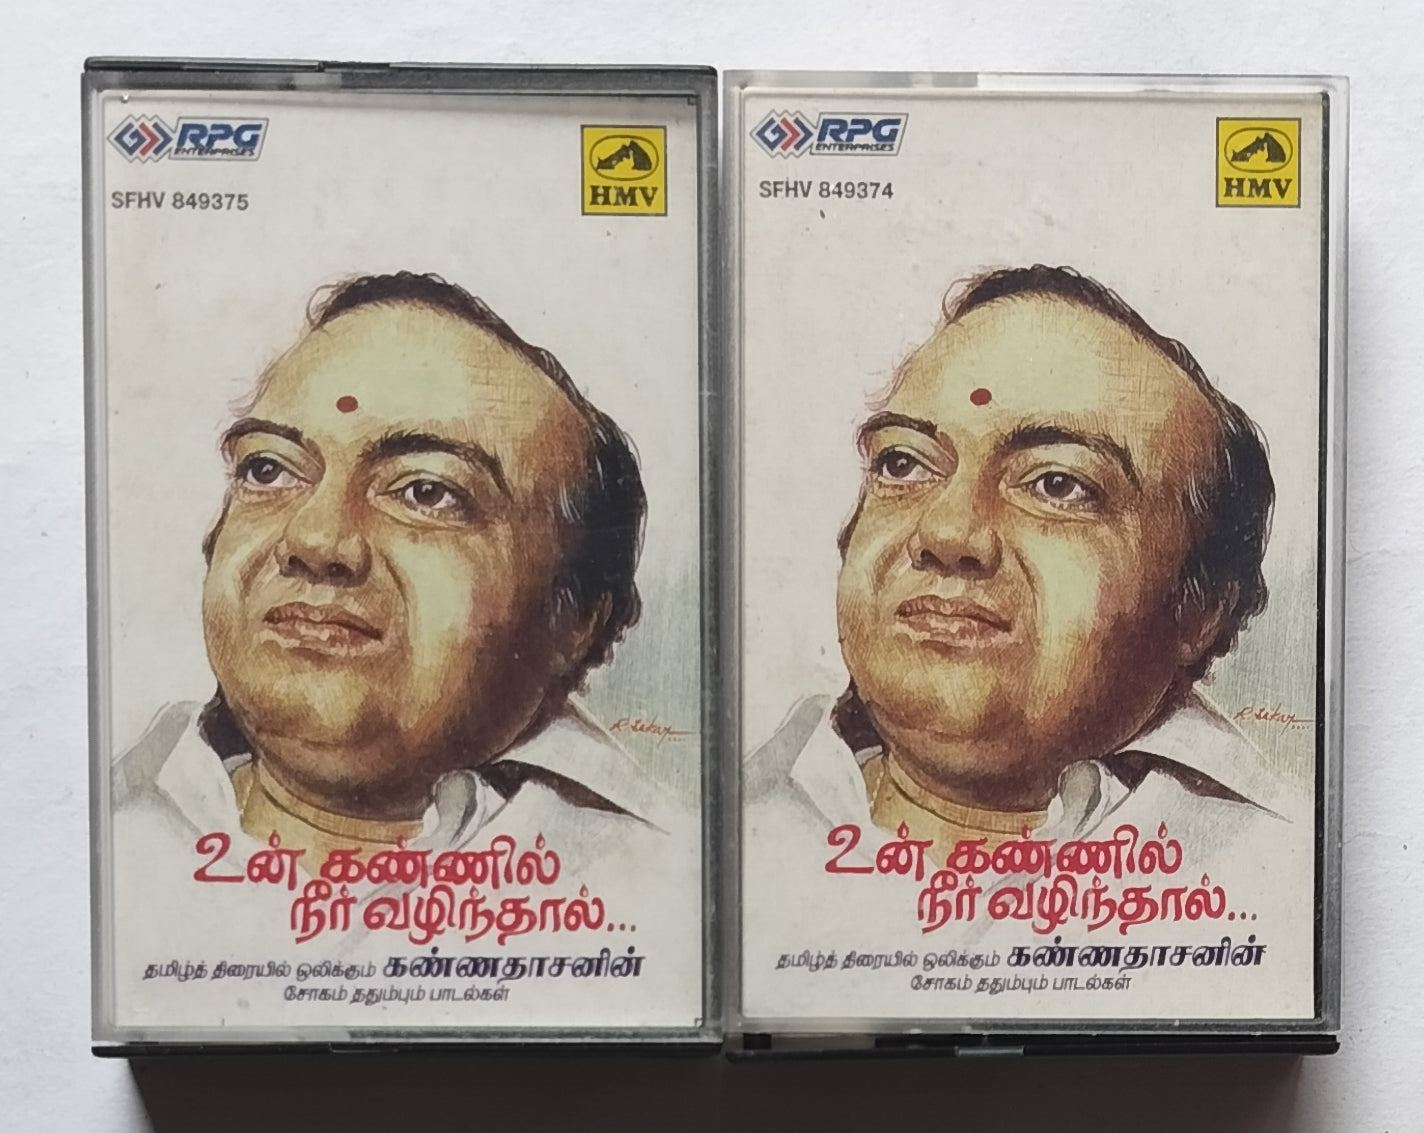 RPG
ENTERPRISES
HMV
SFHV 849375
உன் கண்ணில்
நீர் வழிந்தால்...
தமிழ்த் திரையில் ஒலிக்கும் கண்ணதாசனின்
சோகம் ததும்பும் பாடல்கள்
RPG
ENTERPRISES
HMV
SFHV 849374
உன் கண்ணில்
நீர் வழிந்தால்...
தமிழ்த் திரையில் ஒலிக்கும் கண்ணதாசனின்
சோகம் ததும்பும் பாடல்கள்